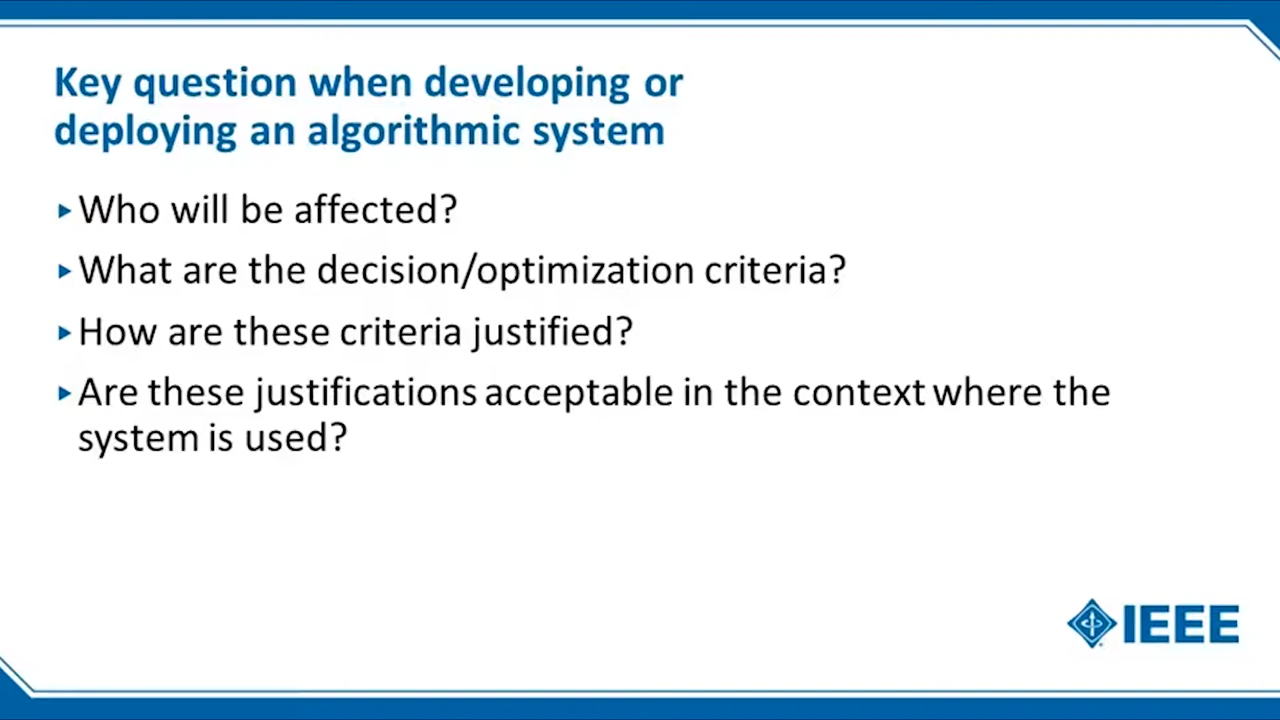 Key question when developing or
deploying an algorithmic system
Who will be affected?
What are the decision/optimization criteria?
How are these criteria justified?
Are these justifications acceptable in the context where the
system is used?
IEEE